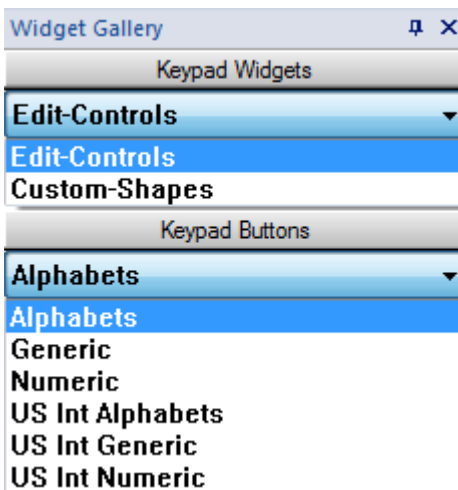 Widget Gallery
Keypad Widgets
Edit-Controls
Edit-Controls
Custom-Shapes
Keypad Buttons
Alphabets
Alphabets
Generic
Numeric
US Int Alphabets
US Int Generic
US Int Numeric